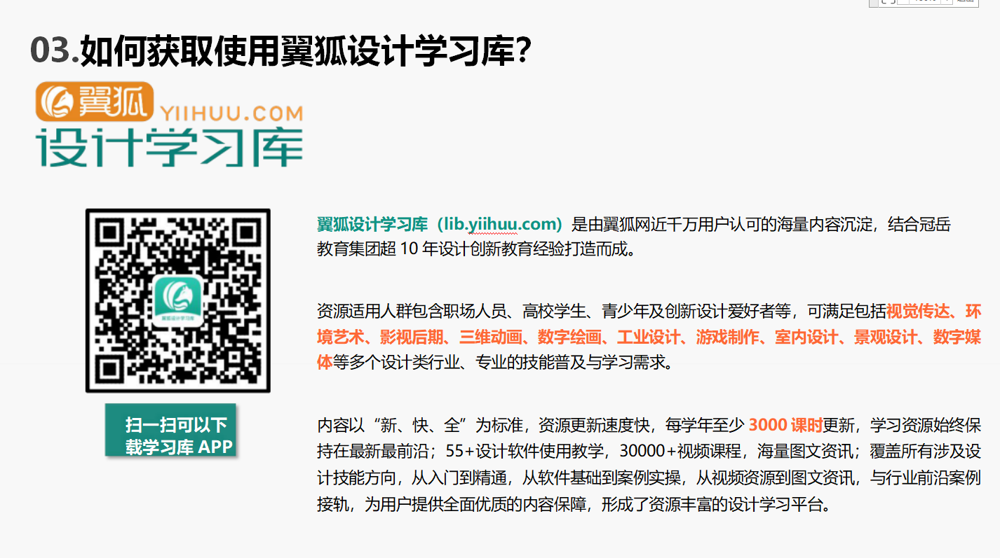 03.如何获取使用翼狐设计学习库？
翼狐 YIIHUU.COM
设计学习库
翼狐设计学习库（lib.yiihuu.com）是由翼狐网近千万用户认可的海量内容沉淀，结合冠岳
教育集团超 10 年设计创新教育经验打造而成。
资源适用人群包含职场人员、高校学生、青少年及创新设计爱好者等，可满足包括视觉传达、环
境艺术、影视后期、三维动画、数字绘画、工业设计、游戏制作、室内设计、景观设计、数字媒
体等多个设计类行业、专业的技能普及与学习需求。
翼狐设计学习库
扫一扫可以下
载学习库 APP
内容以“新、快、全”为标准，资源更新速度快，每学年至少 3000 课时更新，学习资源始终保
持在最新最前沿；55+设计软件使用教学，30000+视频课程，海量图文资讯；覆盖所有涉及设
计技能方向，从入门到精通，从软件基础到案例实操，从视频资源到图文资讯，与行业前沿案例
接轨，为用户提供全面优质的内容保障，形成了资源丰富的设计学习平台。